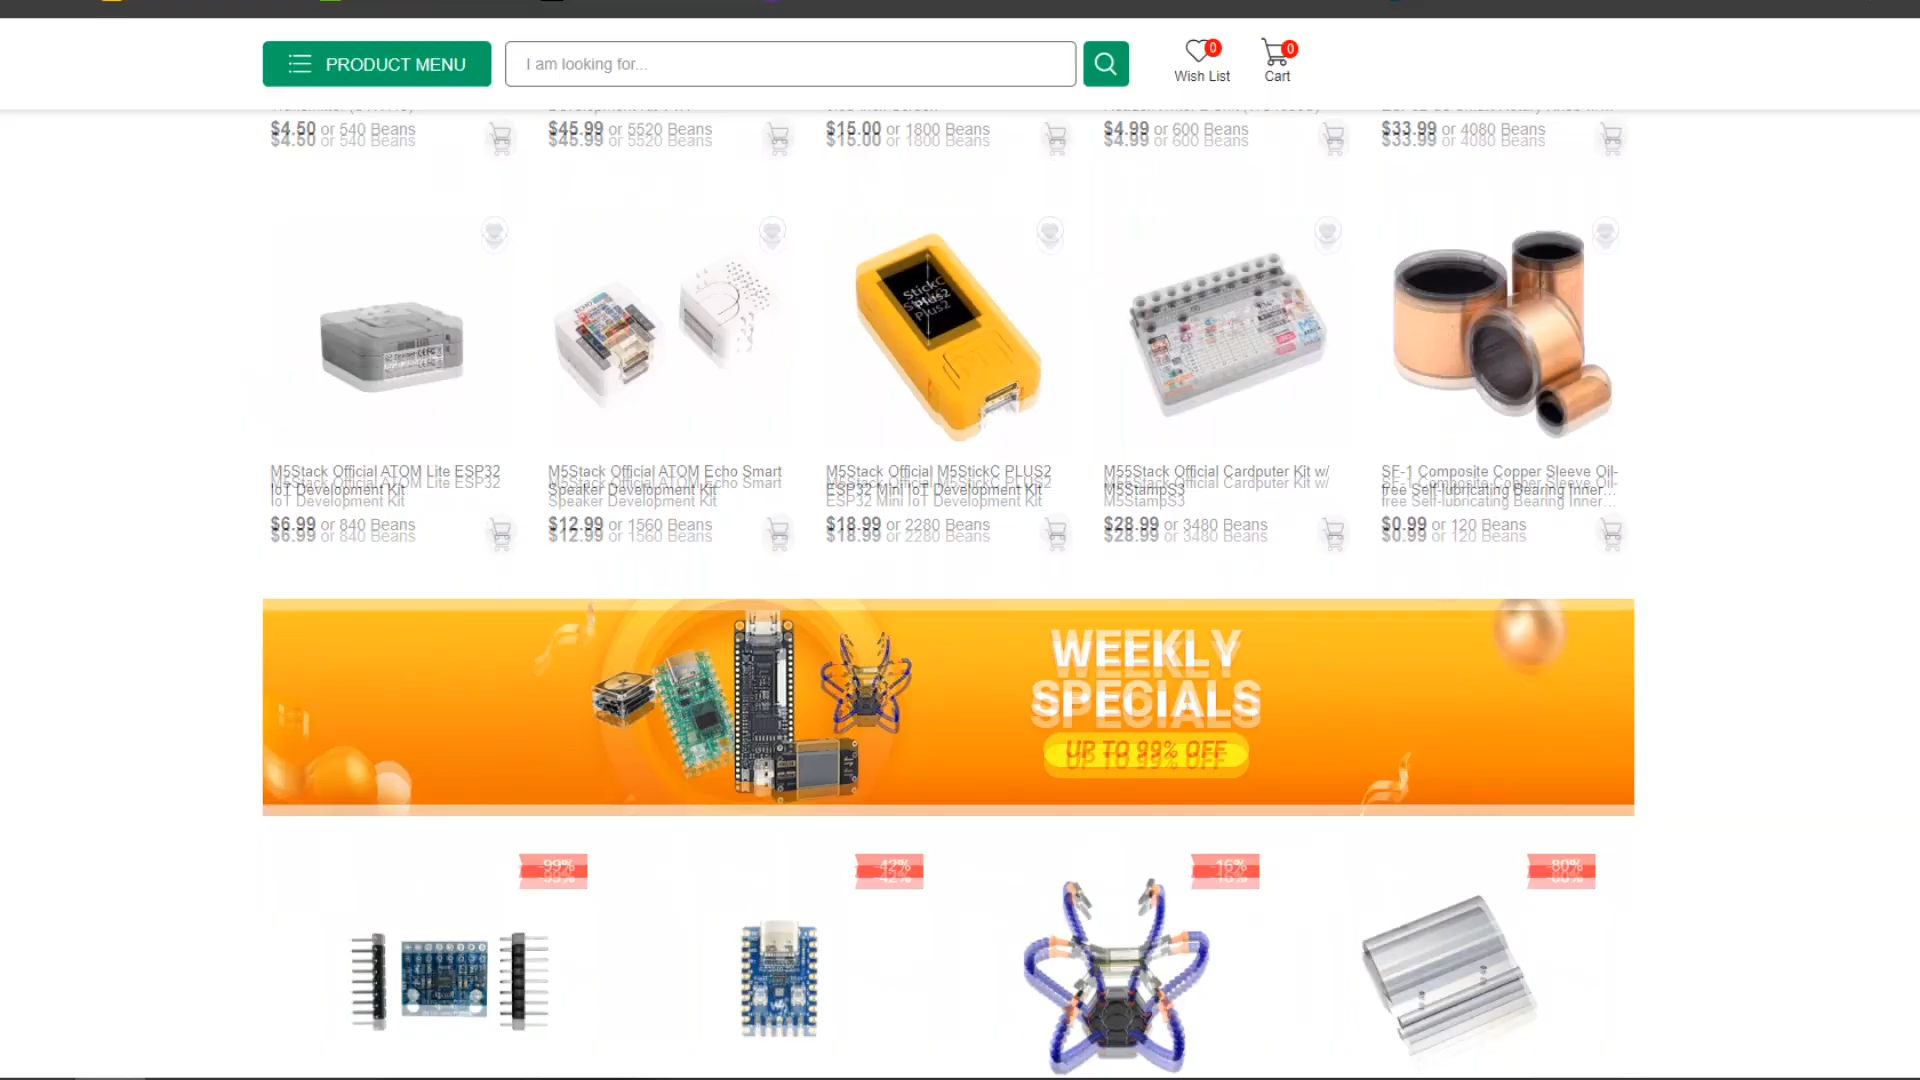 PRODUCT MENU
I am looking for...
0
Wish List
0
Cart
$4.50 or 540 Beans
$45.99 or 5520 Beans
$15.00 or 1800 Beans
$4.99 or 600 Beans
$33.99 or 4080 Beans
StickC
Plus2
M5Stack Official ATOM Lite ESP32
IoT Development Kit
$6.99 or 840 Beans
M5Stack Official ATOM Echo Smart
Speaker Development Kit
$12.99 or 1560 Beans
M5Stack Official M5StickC PLUS2
ESP32 Mini IoT Development Kit
$18.99 or 2280 Beans
M55Stack Official Cardputer Kit w/
M5StampS3
$28.99 or 3480 Beans
SF-1 Composite Copper Sleeve Oil-
free Self-lubricating Bearing Inner...
$0.99 or 120 Beans
WEEKLY
SPECIALS
UP TO 99% OFF
-99%
-42%
-16%
-80%